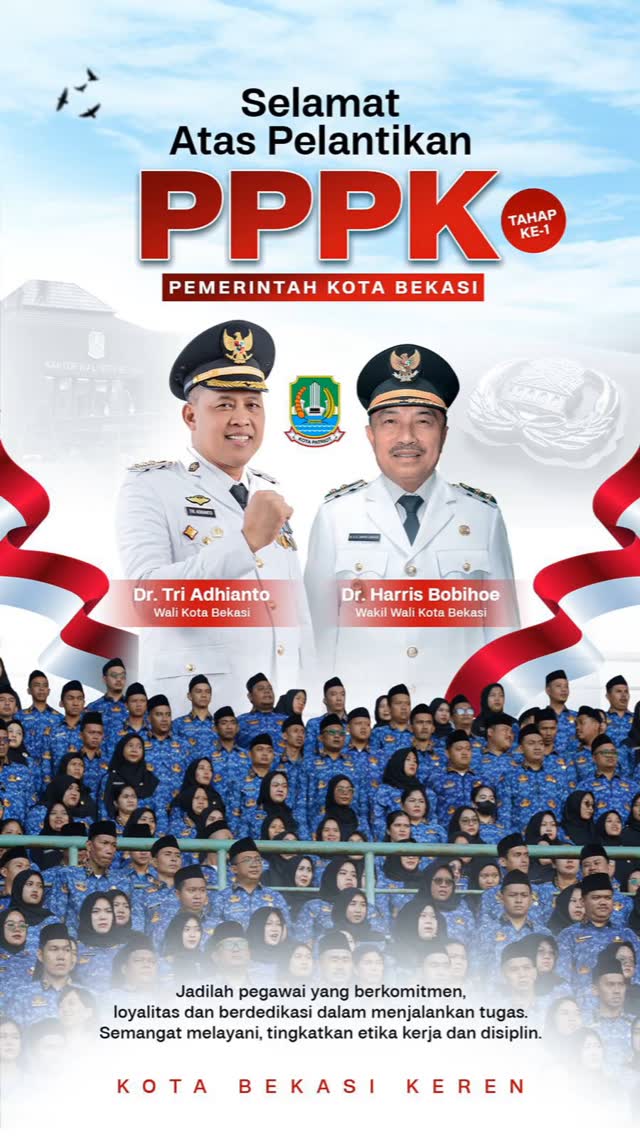 Selamat
Atas Pelantikan
PPPK
TAHAP
KE-1
PEMERINTAH KOTA BEKASI
KOTA PATRIOT
Dr. Tri Adhianto
Wali Kota Bekasi
Dr. Harris Bobihoe
Wakil Wali Kota Bekasi
Jadilah pegawai yang berkomitmen,
loyalitas dan berdedikasi dalam menjalankan tugas.
Semangat melayani, tingkatkan etika kerja dan disiplin.
KOTA BEKASI KEREN